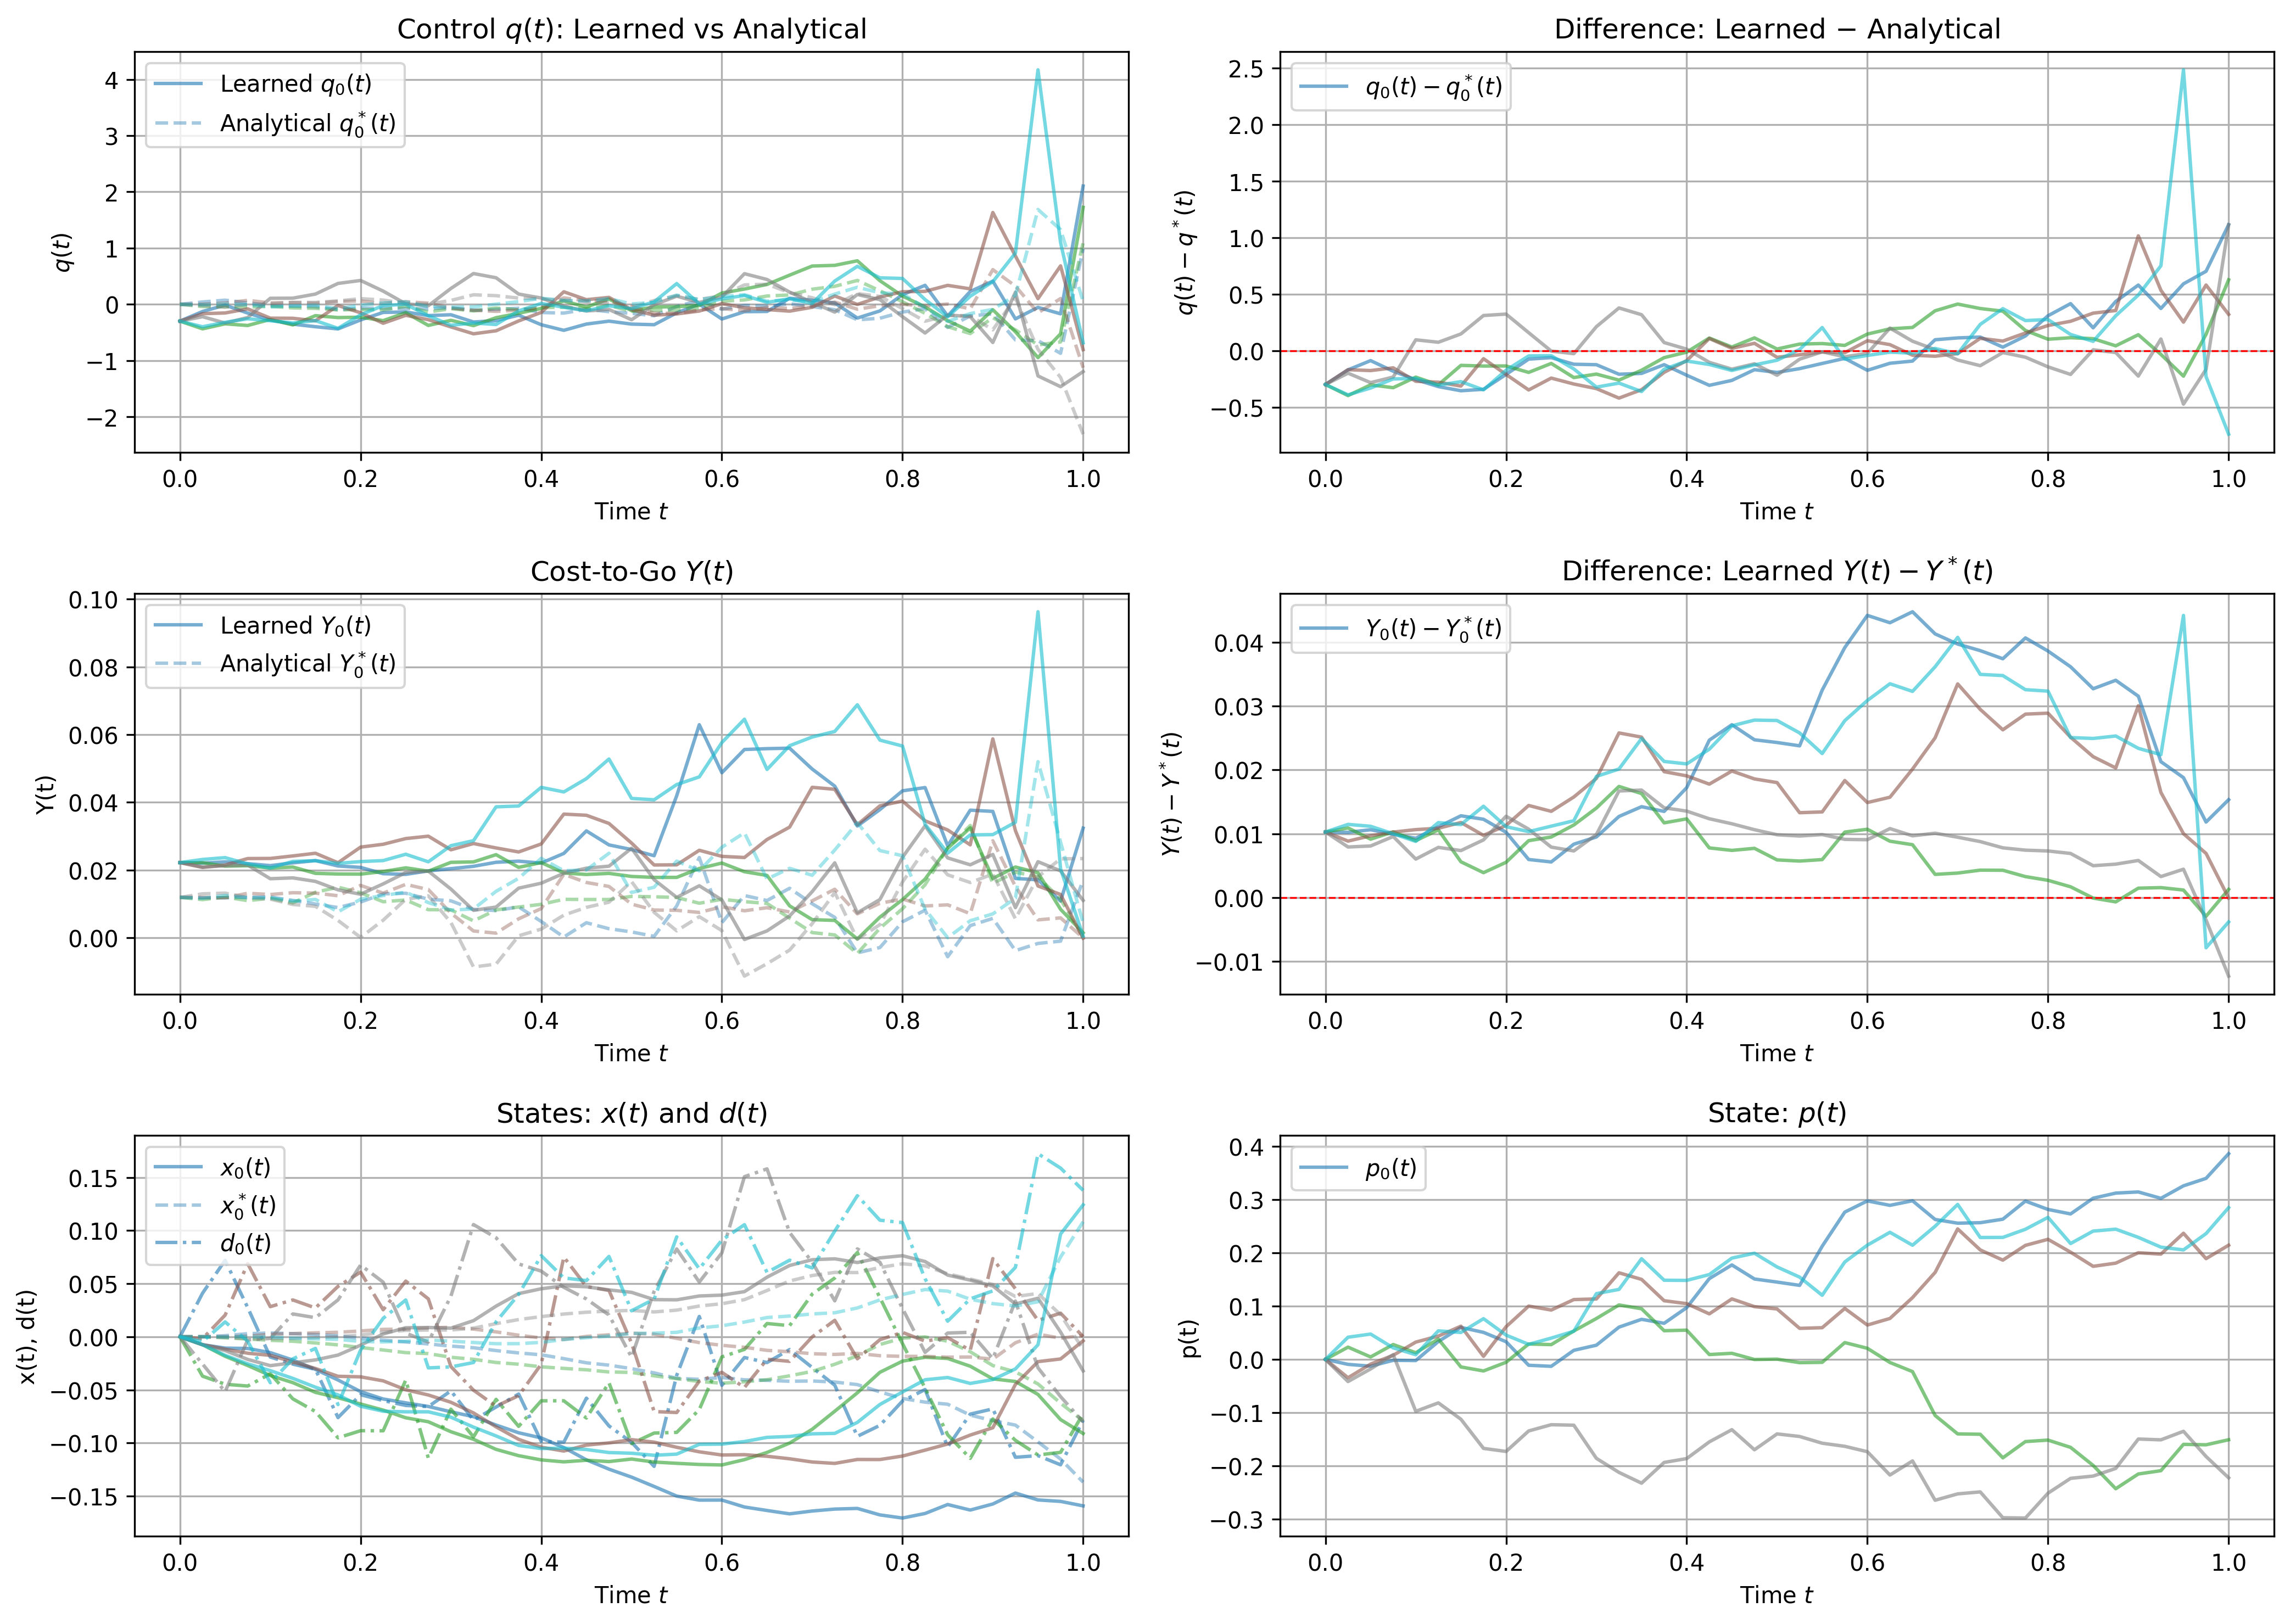 Control q(t): Learned vs Analytical
4
3
2
1
0
−1
−2
q(t)
Learned q₀(t)
Analytical q₀*(t)
0.0 0.2 0.4 0.6 0.8 1.0
Time t
Difference: Learned − Analytical
2.5
2.0
1.5
1.0
0.5
0.0
−0.5
q(t) − q*(t)
q₀(t) − q₀*(t)
0.0 0.2 0.4 0.6 0.8 1.0
Time t
Cost-to-Go Y(t)
0.10
0.08
0.06
0.04
0.02
0.00
Y(t)
Learned Y₀(t)
Analytical Y₀*(t)
0.0 0.2 0.4 0.6 0.8 1.0
Time t
Difference: Learned Y(t) − Y*(t)
0.04
0.03
0.02
0.01
0.00
−0.01
Y(t) − Y*(t)
Y₀(t) − Y₀*(t)
0.0 0.2 0.4 0.6 0.8 1.0
Time t
States: x(t) and d(t)
0.15
0.10
0.05
0.00
−0.05
−0.10
−0.15
x(t), d(t)
x₀(t)
x₀*(t)
d₀(t)
0.0 0.2 0.4 0.6 0.8 1.0
Time t
State: p(t)
0.4
0.3
0.2
0.1
0.0
−0.1
−0.2
−0.3
p(t)
p₀(t)
0.0 0.2 0.4 0.6 0.8 1.0
Time t